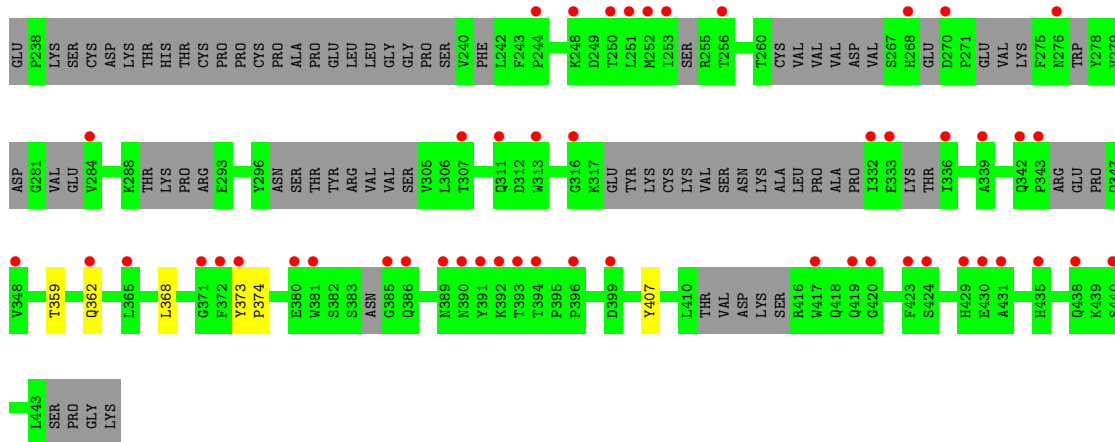 GLU P238 LYS SER CYS ASP LYS THR HIS THR CYS PRO PRO CYS PRO ALA PRO GLU LEU LEU GLY GLY PRO SER V240 PHE L242 F243 P244 K248 D249 T250 L251 M252 I253 SER R255 T256 T260 CYS VAL VAL VAL ASP VAL S267 H268 GLU D270 P271 GLU VAL LYS F275 N276 TRP Y278 V279
ASP G281 VAL GLU V284 K288 THR LYS PRO ARG E293 Y296 ASN SER THR TYR ARG VAL VAL SER V305 L306 T307 Q311 D312 W313 G316 K317 GLU TYR LYS CYS LYS VAL SER ASN LYS ALA LEU PRO ALA PRO I332 E333 LYS THR I336 A339 Q342 P343 ARG GLU PRO Q347
V348 T359 Q362 L365 L368 G371 F372 Y373 P374 E380 W381 S382 S383 ASN G385 Q386 N389 N390 Y391 K392 T393 T394 P395 P396 D399 Y407 L410 THR VAL ASP LYS SER R416 W417 Q418 Q419 G420 F423 S424 H429 E430 A431 H435 Q438 K439 S440
L443 SER PRO GLY LYS